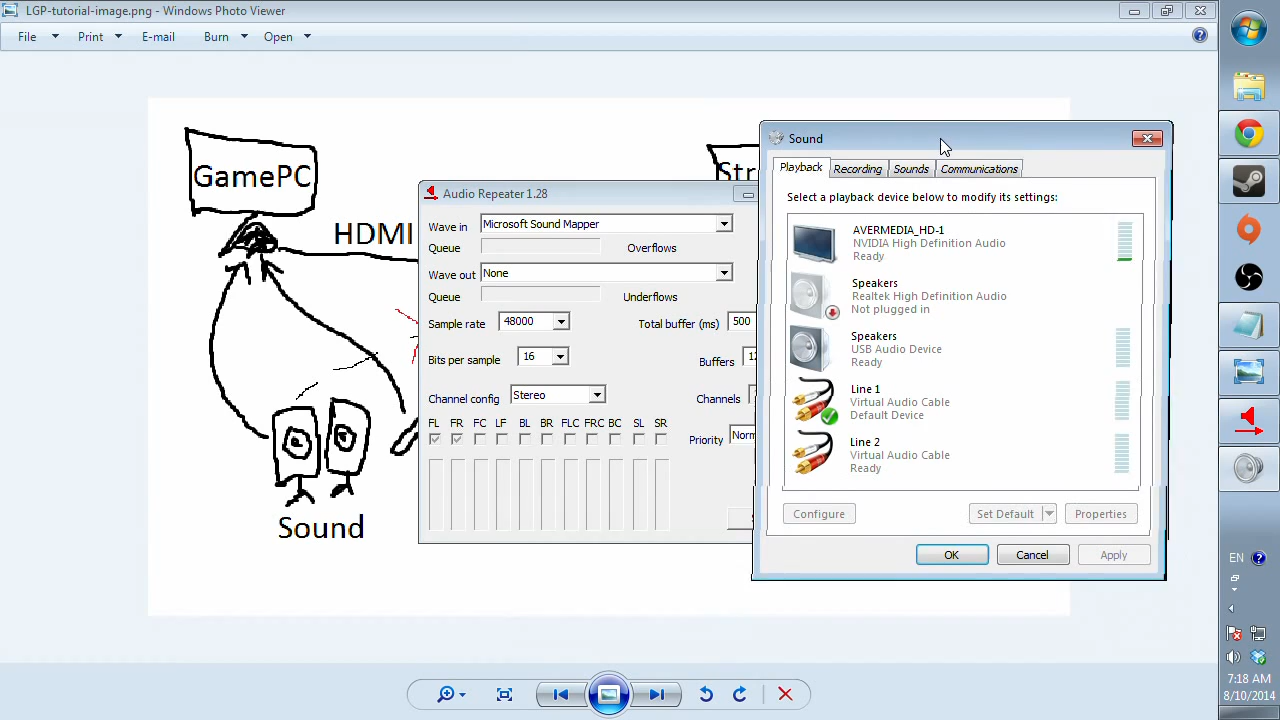 LGP-tutorial-image.png - Windows Photo Viewer
File Print E-mail Burn Open
GamePC
HDMI
Sound
Audio Repeater 1.28
Wave in Microsoft Sound Mapper
Queue Overflows
Wave out None
Queue Underflows
Sample rate 48000 Total buffer (ms) 500
Bits per sample 16 Buffers
Channel config Stereo Channels
FL FR FC BL BR FLC FRC BC SL SR
Priority
Sound
Playback Recording Sounds Communications
Select a playback device below to modify its settings:
AVERMEDIA_HD-1
NVIDIA High Definition Audio
Ready
Speakers
Realtek High Definition Audio
Not plugged in
Speakers
USB Audio Device
Ready
Line 1
Virtual Audio Cable
Default Device
Line 2
Virtual Audio Cable
Ready
Configure Set Default Properties
OK Cancel Apply
EN
7:18 AM
8/10/2014